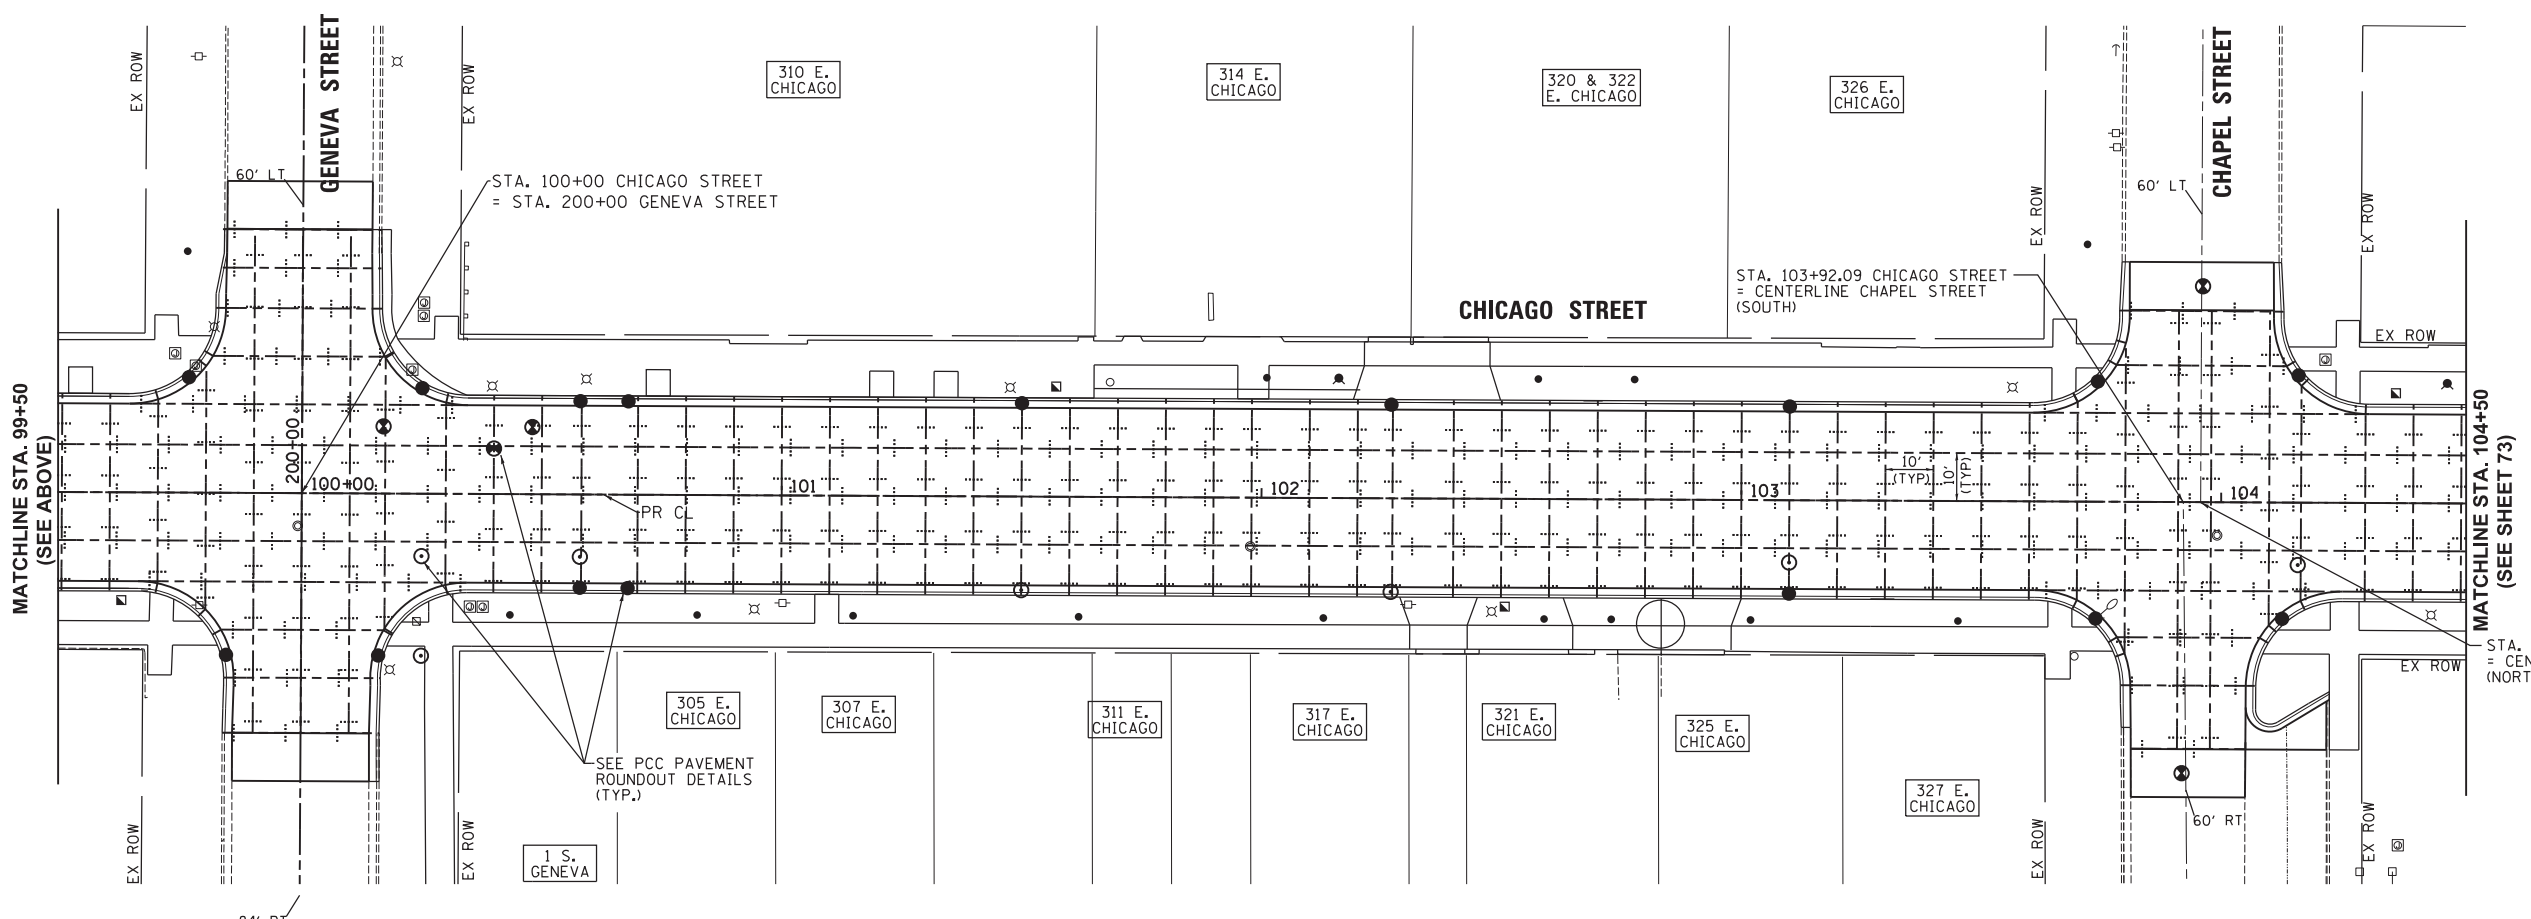 GENEVA STREET
CHAPEL STREET
EX ROW
EX ROW
310 E.
CHICAGO
314 E.
CHICAGO
320 & 322
E. CHICAGO
326 E.
CHICAGO
60' LT
60' LT
STA. 100+00 CHICAGO STREET
= STA. 200+00 GENEVA STREET
EX ROW
EX ROW
STA. 103+92.09 CHICAGO STREET
= CENTERLINE CHAPEL STREET
(SOUTH)
CHICAGO STREET
EX ROW
MATCHLINE STA. 99+50
(SEE ABOVE)
200+00
100+00
101
102
103
104
10'
(TYP)
10'
(TYP)
PR CL
MATCHLINE STA. 104+50
(SEE SHEET 73)
STA.
= CEN
(NORT
EX ROW
305 E.
CHICAGO
307 E.
CHICAGO
311 E.
CHICAGO
317 E.
CHICAGO
321 E.
CHICAGO
325 E.
CHICAGO
SEE PCC PAVEMENT
ROUNDOUT DETAILS
(TYP.)
327 E.
CHICAGO
60' RT
EX ROW
EX ROW
EX ROW
EX ROW
1 S.
GENEVA